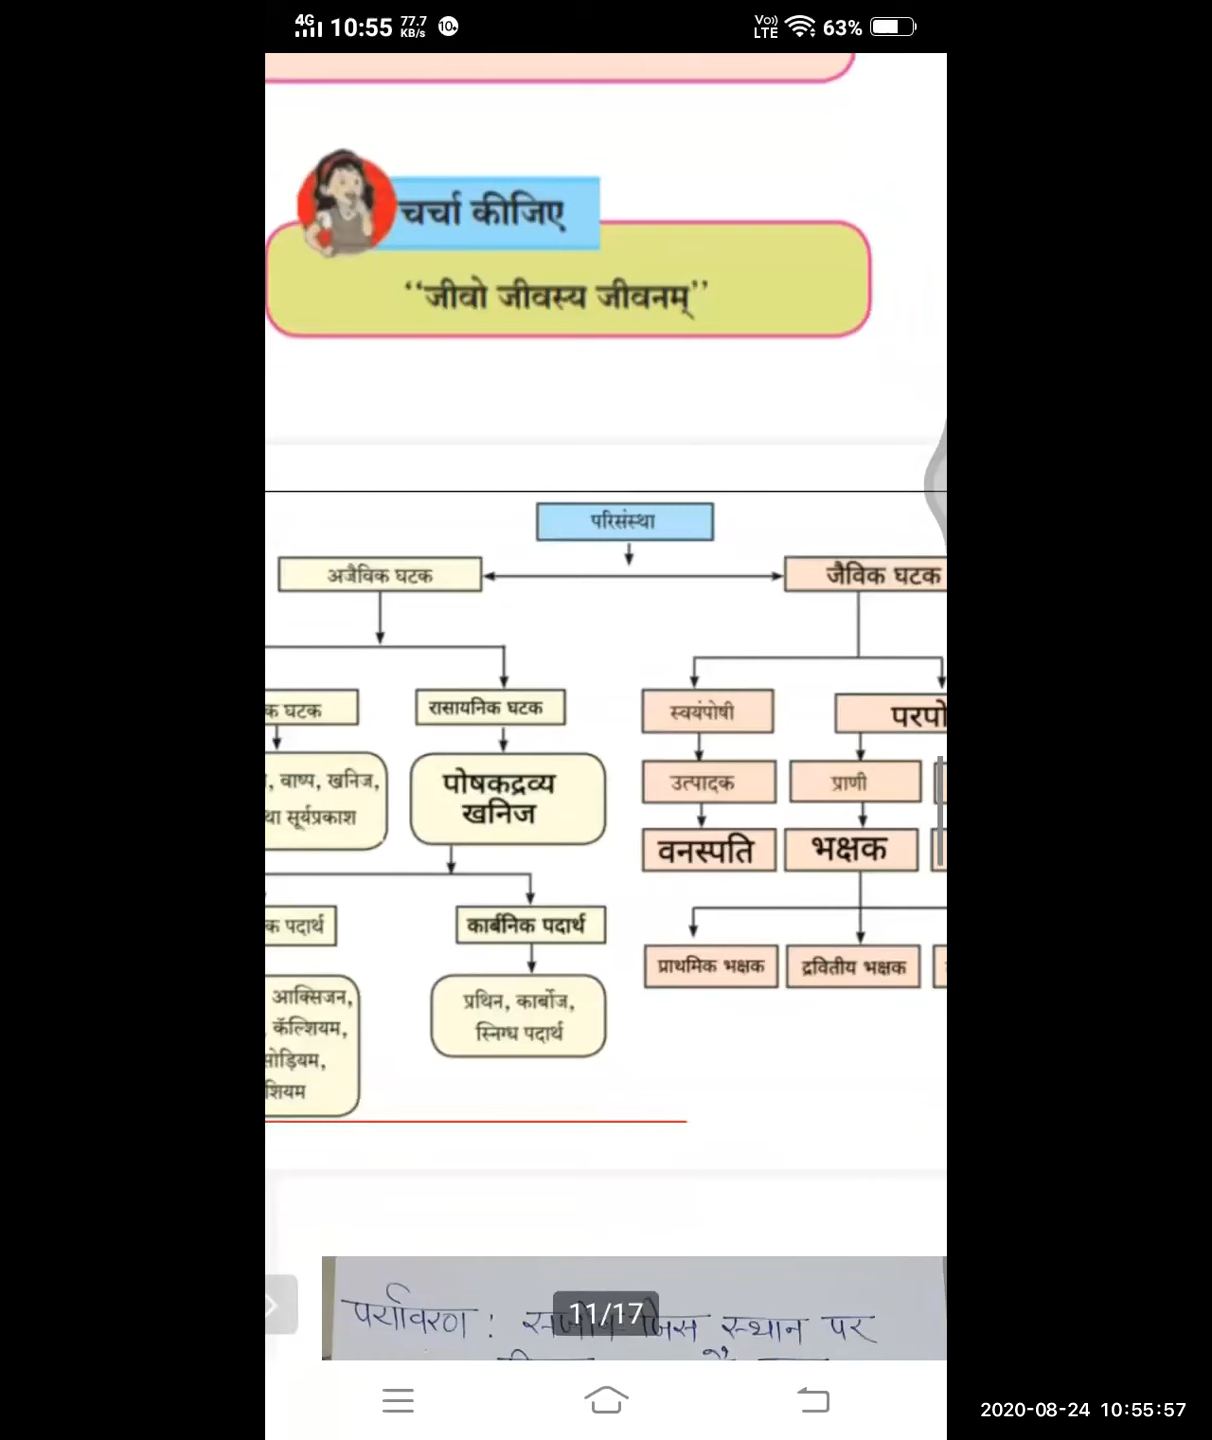 4G 10:55 77.7 KB/s 10 Vo)) LTE 63%
चर्चा कीजिए
‘‘जीवो जीवस्य जीवनम्’’
परिसंस्था
अजैविक घटक जैविक घटक
क घटक रासायनिक घटक स्वयंपोषी परपो
, वाष्प, खनिज, पोषकद्रव्य उत्पादक प्राणी
था सूर्यप्रकाश खनिज वनस्पति भक्षक
क पदार्थ कार्बनिक पदार्थ
प्राथमिक भक्षक द्रवितीय भक्षक
आक्सिजन, प्रथिन, कार्बोज,
कॅल्शियम, स्निग्ध पदार्थ
सोड़ियम,
शियम
पर्यावरण : जिस स्थान पर
11/17
2020-08-24 10:55:57